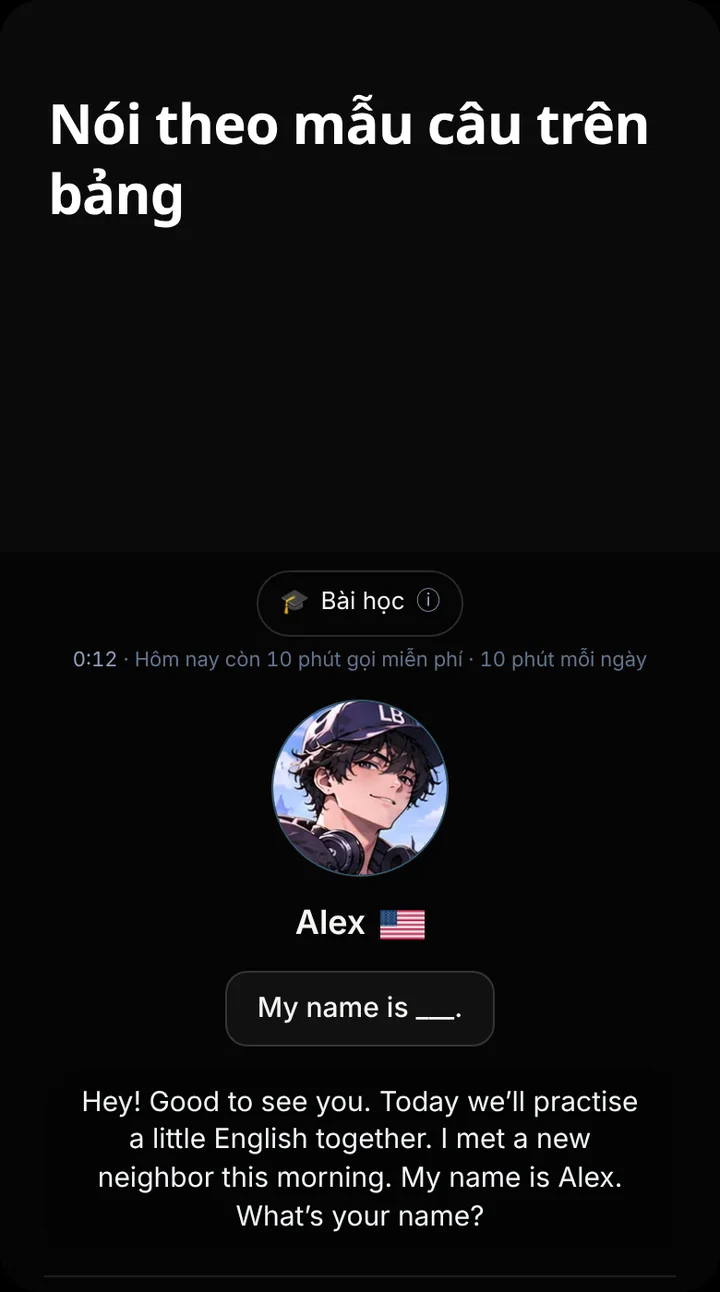 Nói theo mẫu câu trên
bảng
🎓 Bài học ⓘ
0:12 · Hôm nay còn 10 phút gọi miễn phí · 10 phút mỗi ngày
LB
Alex 🇺🇸
My name is ___.
Hey! Good to see you. Today we’ll practise
a little English together. I met a new
neighbor this morning. My name is Alex.
What’s your name?